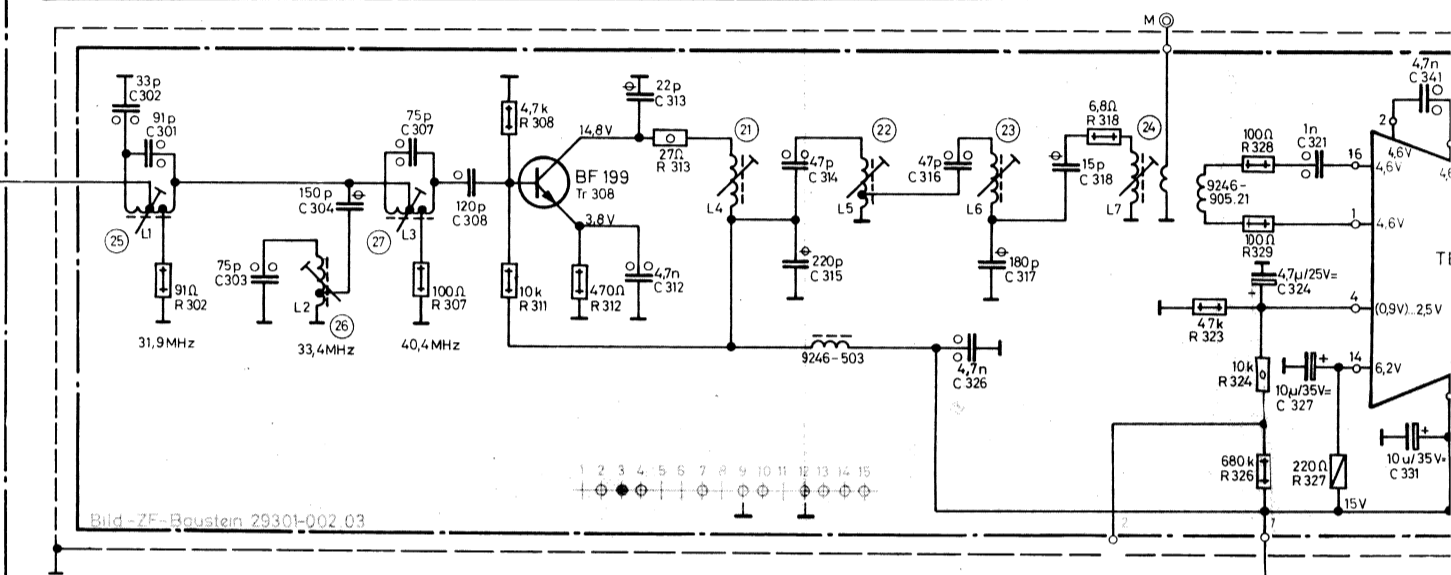 M
33p
C302
91p
C301
25
L1
91Ω
R302
31,9MHz
150p
C304
75p
C303
L2
26
33,4MHz
75p
C307
27
L3
100Ω
R307
40,4MHz
120p
C308
4,7k
R308
10k
R311
14,8V
BF 199
Tr 308
3,8V
470Ω
R312
4,7n
C312
22p
C313
27Ω
R313
21
L4
47p
C314
220p
C315
22
L5
9246-503
47p
C316
23
L6
180p
C317
4,7n
C326
15p
C318
6,8Ω
R318
24
L7
9246-
905.21
100Ω
R328
100Ω
R329
1n
C321
4,7n
C341
2
4,6V
16
4,6V
1
4,6V
4,7µ/25V=
C324
+
47k
R323
4
(0,9V)...2,5V
10k
R324
10µ/35V=
C327
+
14
6,2V
680k
R326
220Ω
R327
15V
10u/35V=
C331
+
1 2 3 4 5 6 7 8 9 10 11 12 13 14 15
2
1
Bild-ZF-Baustein 29301-002.03